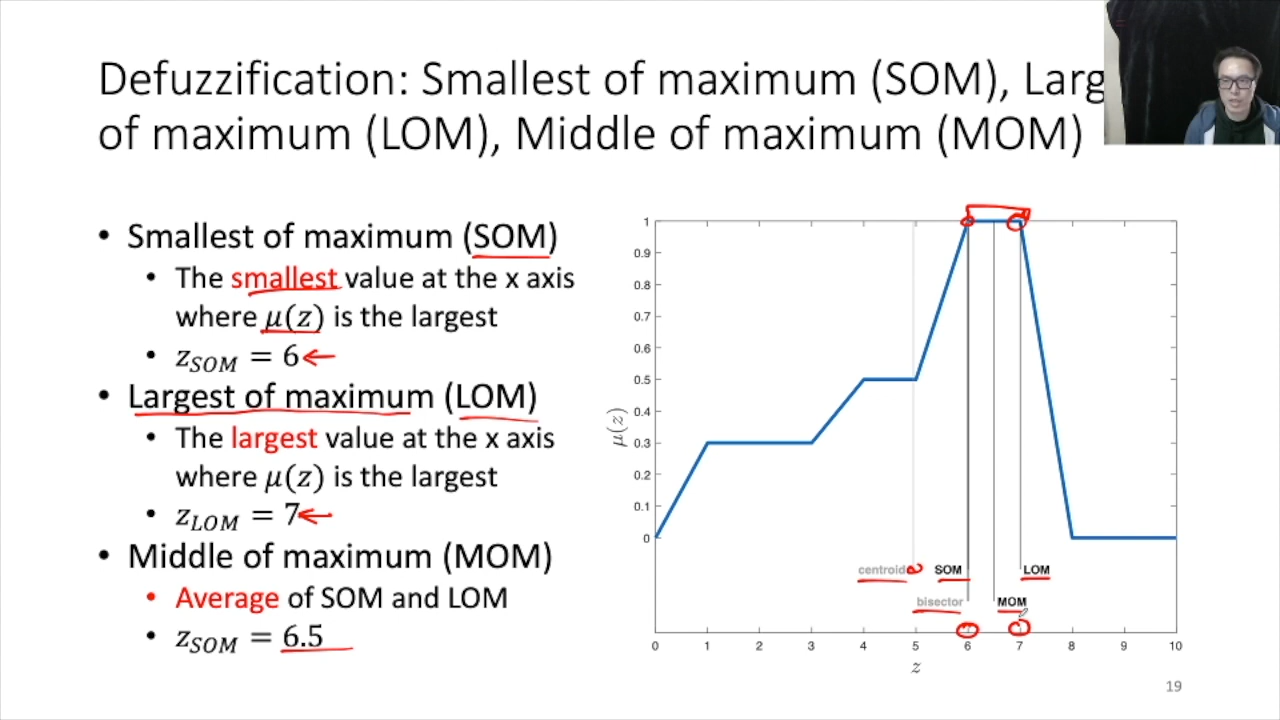 Defuzzification: Smallest of maximum (SOM), Larg
of maximum (LOM), Middle of maximum (MOM)
• Smallest of maximum (SOM)
• The smallest value at the x axis
where μ(z) is the largest
• z_SOM = 6
• Largest of maximum (LOM)
• The largest value at the x axis
where μ(z) is the largest
• z_LOM = 7
• Middle of maximum (MOM)
• Average of SOM and LOM
• z_SOM = 6.5
1
0.9
0.8
0.7
0.6
0.5
0.4
0.3
0.2
0.1
0
μ(z)
centroid SOM LOM
bisector MOM
0 1 2 3 4 5 6 7 8 9 10
z
19